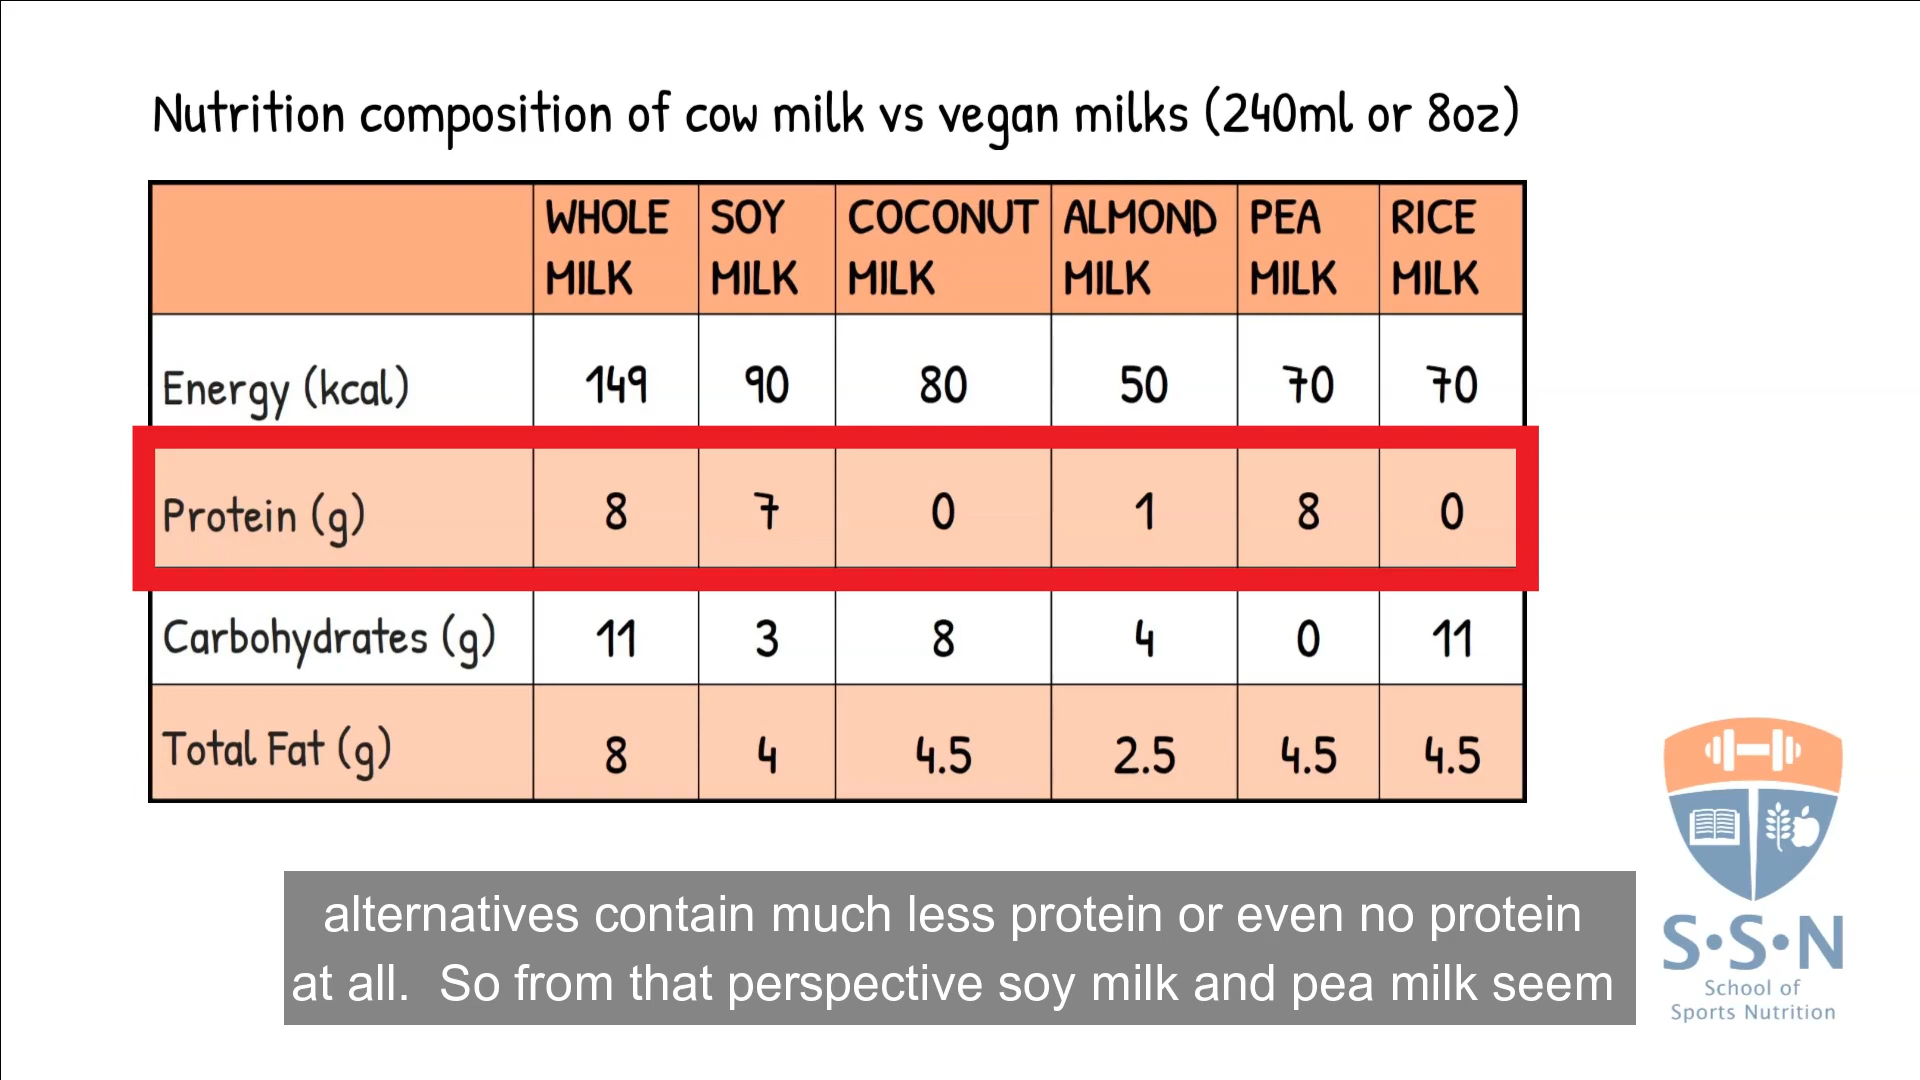 Nutrition composition of cow milk vs vegan milks (240ml or 8oz)
WHOLE MILK SOY MILK COCONUT MILK ALMOND MILK PEA MILK RICE MILK
Energy (kcal) 149 90 80 50 70 70
Protein (g) 8 7 0 1 8 0
Carbohydrates (g) 11 3 8 4 0 11
Total Fat (g) 8 4 4.5 2.5 4.5 4.5
alternatives contain much less protein or even no protein
at all. So from that perspective soy milk and pea milk seem
S•S•N
School of
Sports Nutrition